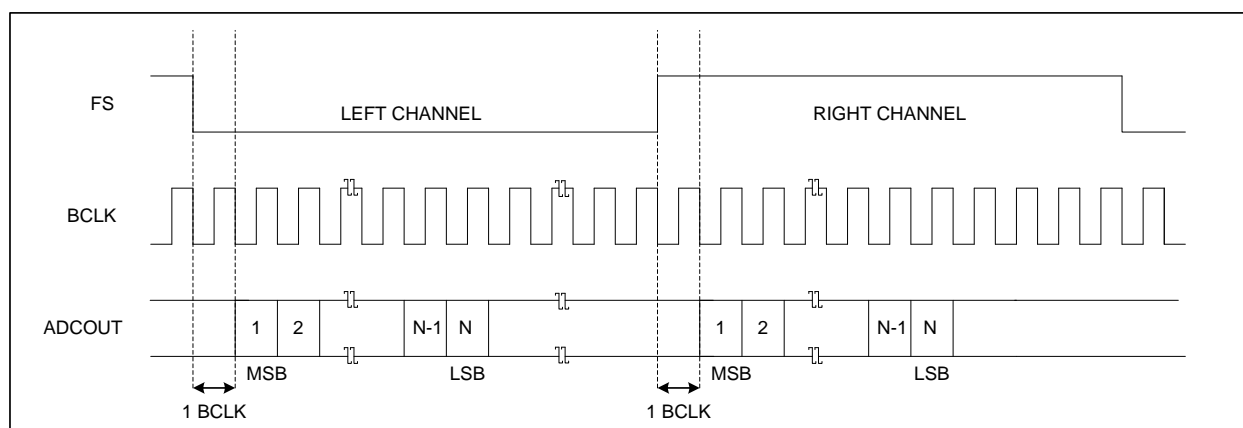 FS
LEFT CHANNEL
RIGHT CHANNEL
BCLK
ADCOUT
1 2 N-1 N 1 2 N-1 N
MSB LSB MSB LSB
1 BCLK 1 BCLK